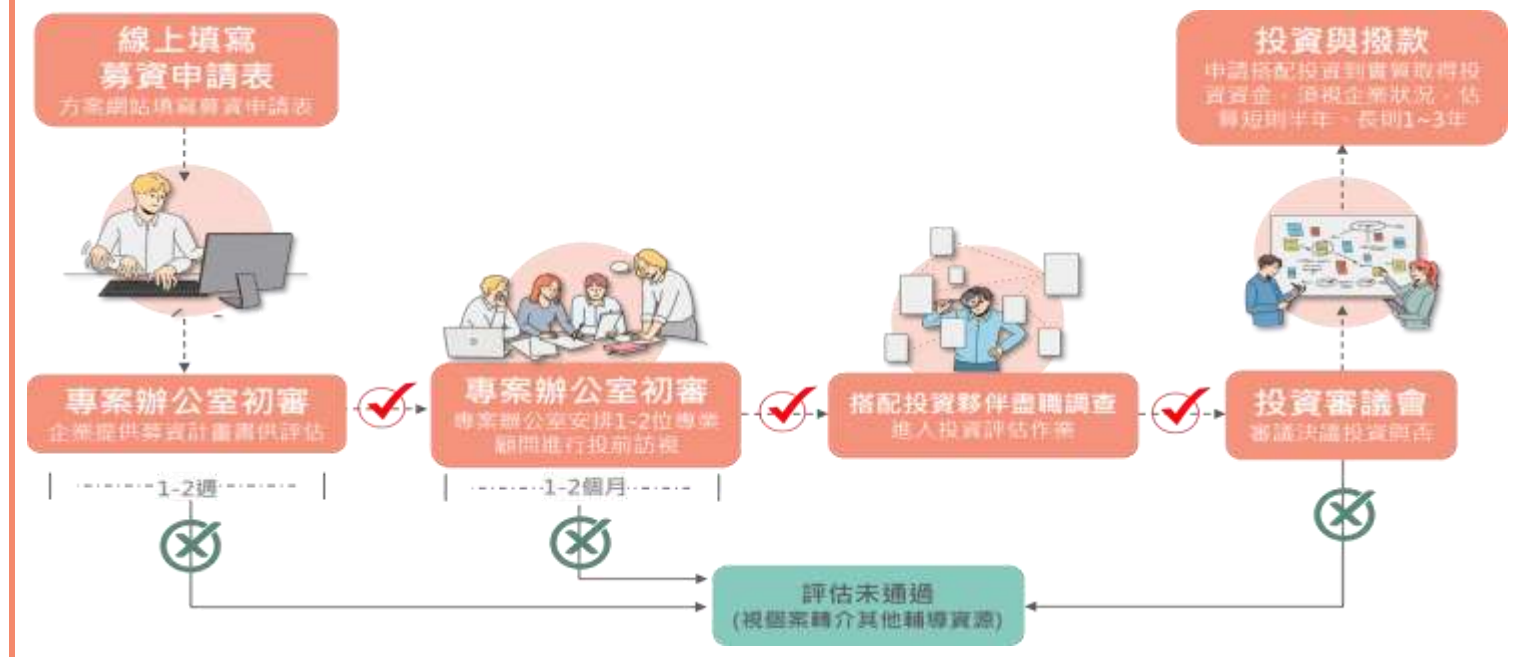 線上填寫
募資申請表
方案網站填寫募資申請表
投資與撥款
申請搭配投資到實質取得投
資資金，須視企業狀況，估
算短則半年、長則1~3年
專案辦公室初審
企業提供募資計畫書供評估
專案辦公室初審
專案辦公室安排1-2位專業
顧問進行投前訪視
搭配投資夥伴盡職調查
進入投資評估作業
投資審議會
審議決議投資與否
1-2週
1-2個月
評估未通過
(視個案轉介其他輔導資源)